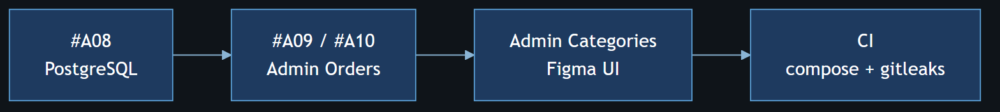 #A08
PostgreSQL
#A09 / #A10
Admin Orders
Admin Categories
Figma UI
CI
compose + gitleaks